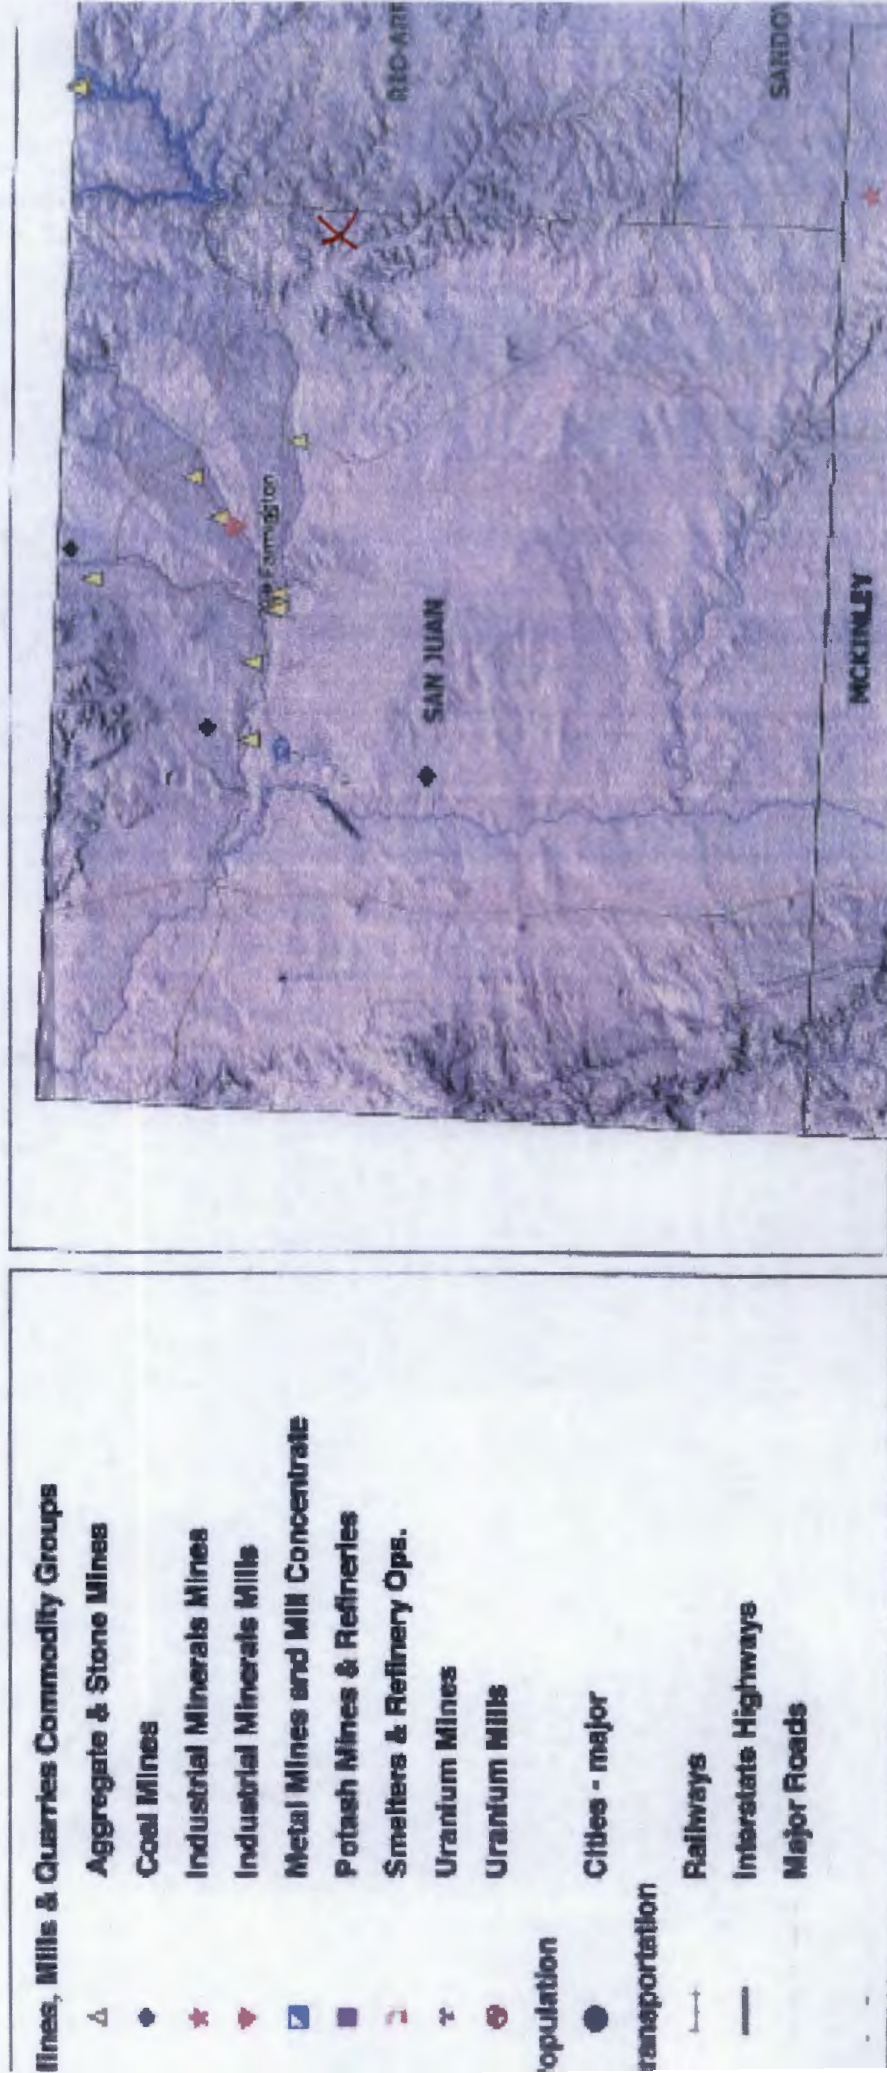 ines, Mills & Quarries Commodity Groups
Aggregate & Stone Mines
Coal Mines
Industrial Minerals Mines
Industrial Minerals Mills
Metal Mines and Mill Concentrate
Potash Mines & Refineries
Smelters & Refinery Ops.
Uranium Mines
Uranium Mills
opulation
Cities - major
ransportation
Railways
Interstate Highways
Major Roads
Farmington
SAN JUAN
RIO ARR
SANDOV
MCKINLEY